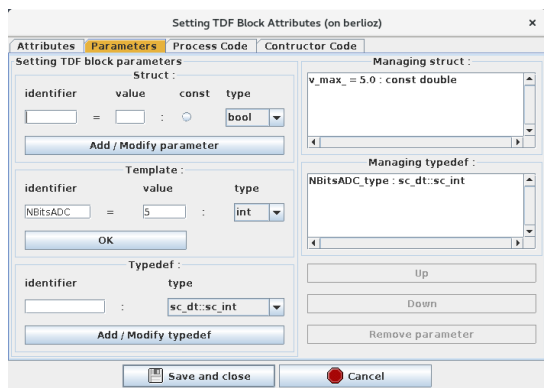 Setting TDF Block Attributes (on berlioz) ×
Attributes Parameters Process Code Contructor Code
Setting TDF block parameters
Struct :
identifier value const type
= : bool
Add / Modify parameter
Template :
identifier value type
NBitsADC = 5 : int
OK
Typedef :
identifier type
: sc_dt::sc_int
Add / Modify typedef
Managing struct :
v_max_ = 5.0 : const double
Managing typedef :
NBitsADC_type : sc_dt::sc_int
Up
Down
Remove parameter
Save and close Cancel